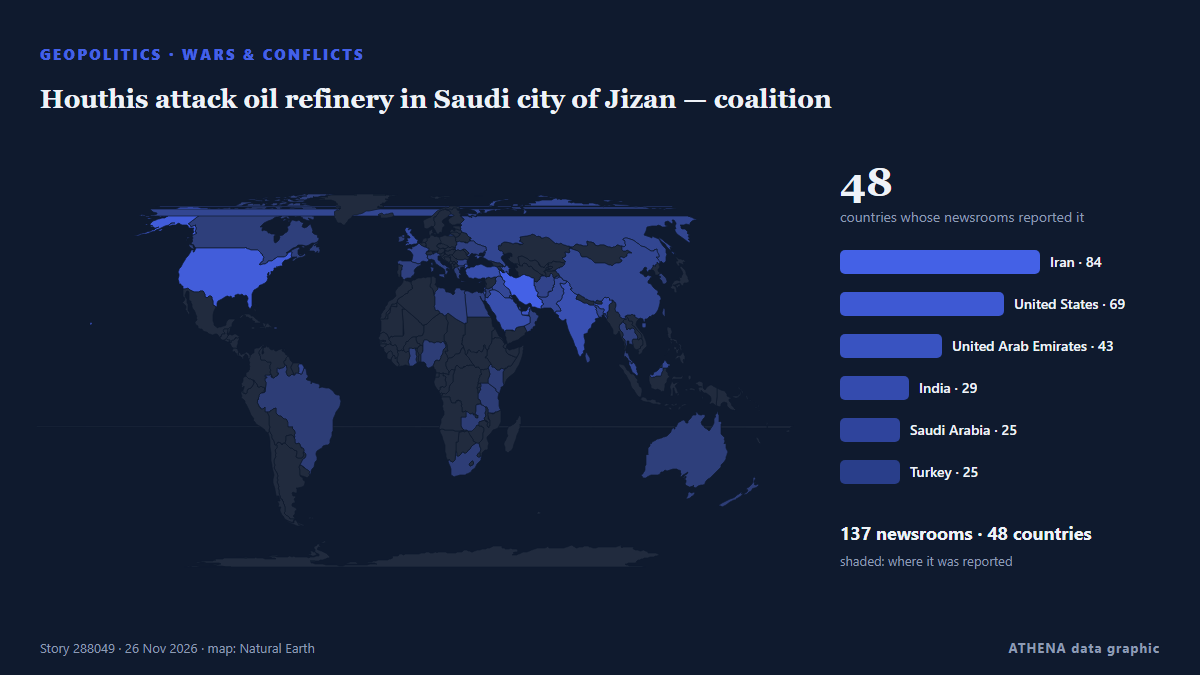 GEOPOLITICS · WARS & CONFLICTS
Houthis attack oil refinery in Saudi city of Jizan — coalition
48
countries whose newsrooms reported it
Iran · 84
United States · 69
United Arab Emirates · 43
India · 29
Saudi Arabia · 25
Turkey · 25
137 newsrooms · 48 countries
shaded: where it was reported
Story 288049 · 26 Nov 2026 · map: Natural Earth
ATHENA data graphic